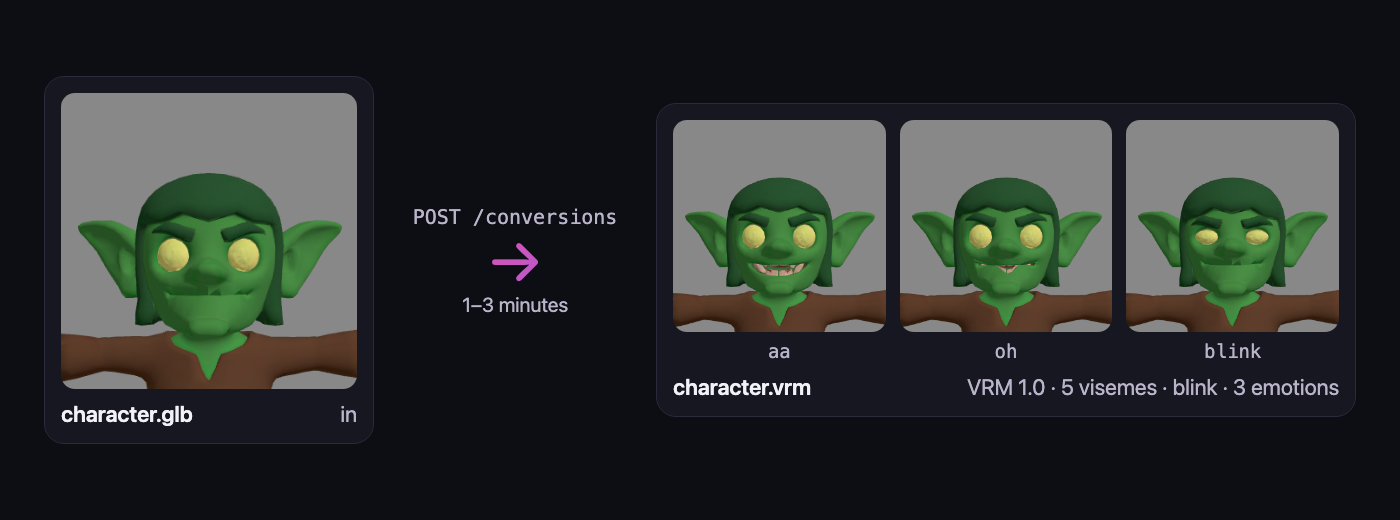 character.glb
in
POST /conversions
1–3 minutes
aa
oh
blink
character.vrm
VRM 1.0 · 5 visemes · blink · 3 emotions